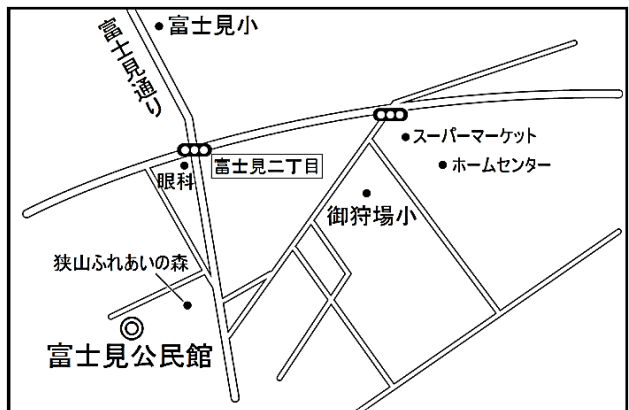 富士見小
富士見通り
スーパーマーケット
ホームセンター
富士見二丁目
眼科
御狩場小
狭山ふれあいの森
富士見公民館